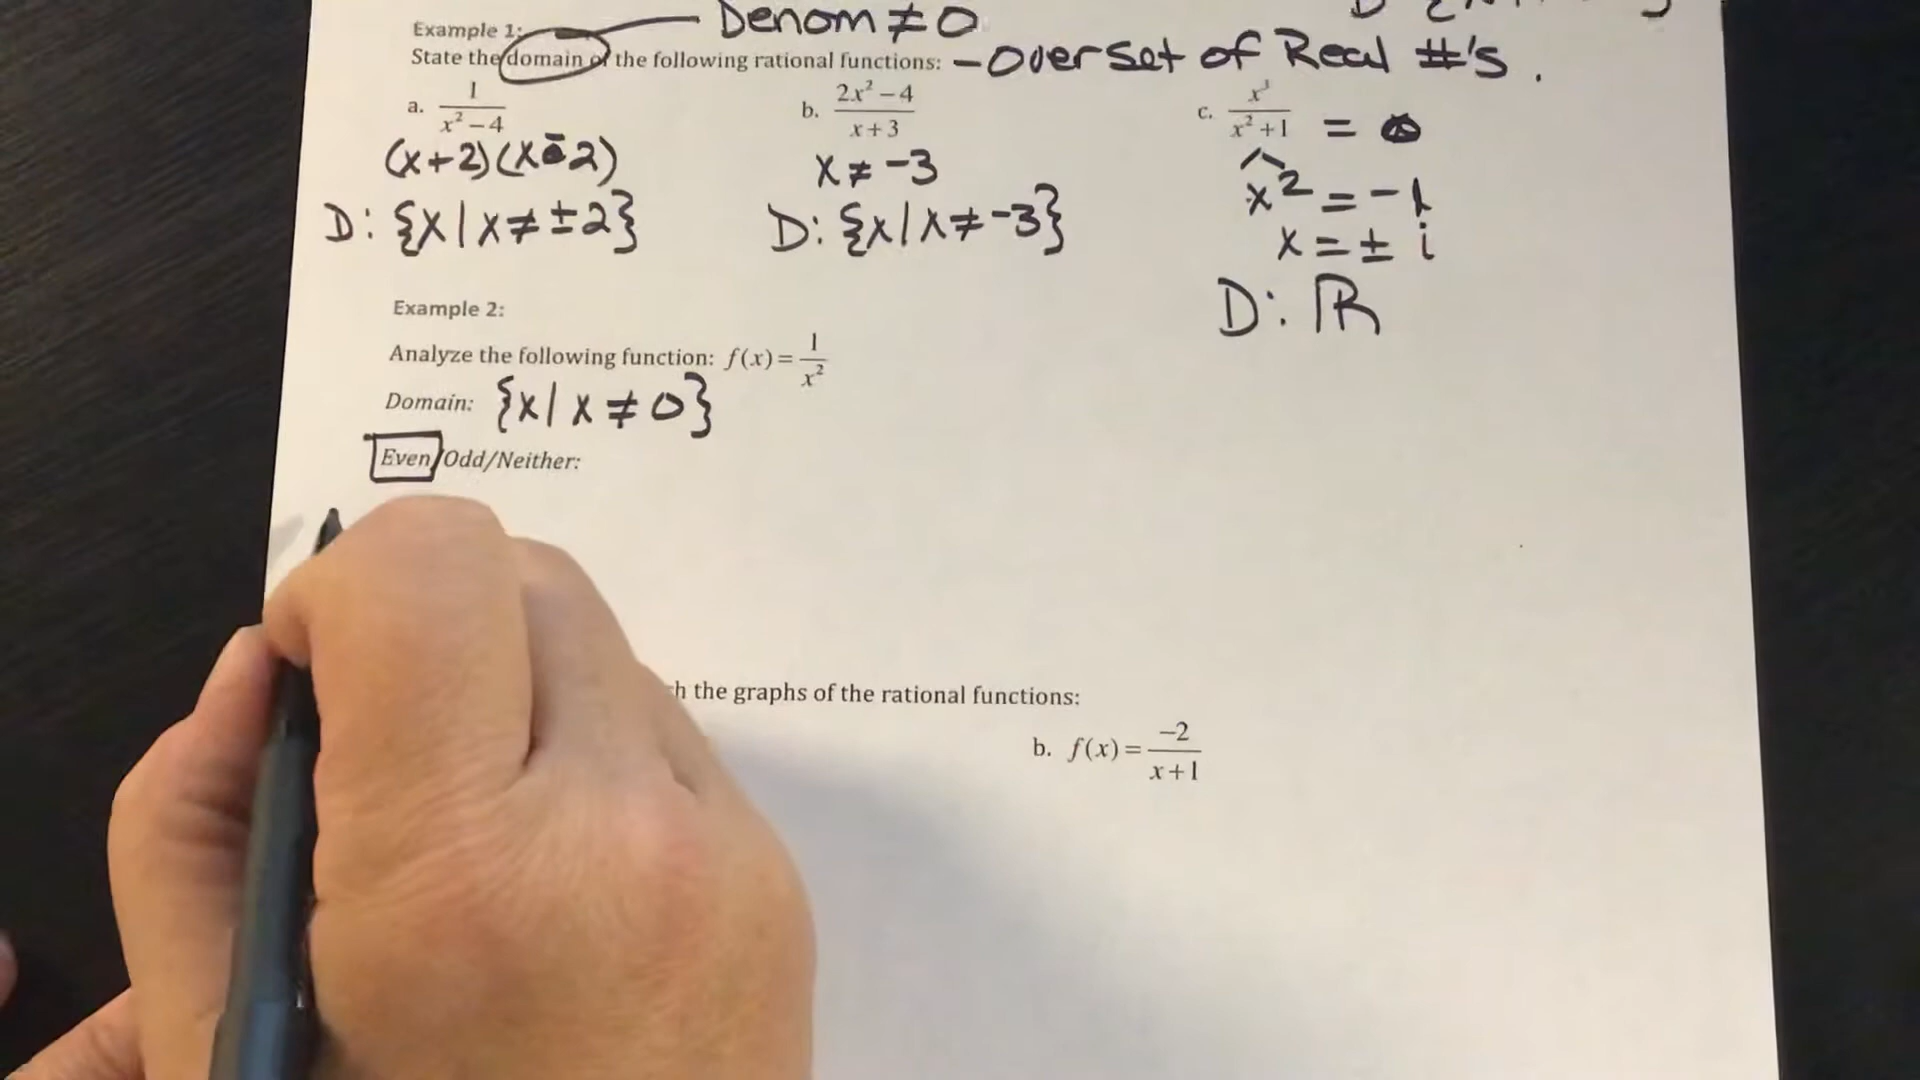 Denom ≠ 0
Example 1:
State the domain of the following rational functions: – over set of Real #'s .
a. 1/(x² – 4)
b. (2x² – 4)/(x + 3)
c. x³/(x² + 1) = 0
(x+2)(x-2)
x ≠ -3
x² = -1
D: {x | x ≠ ±2}
D: {x | x ≠ -3}
x = ± i
D: ℝ
Example 2:
Analyze the following function: f(x) = 1/x²
Domain: {x | x ≠ 0}
Even/Odd/Neither:
the graphs of the rational functions:
b. f(x) = –2/(x+1)